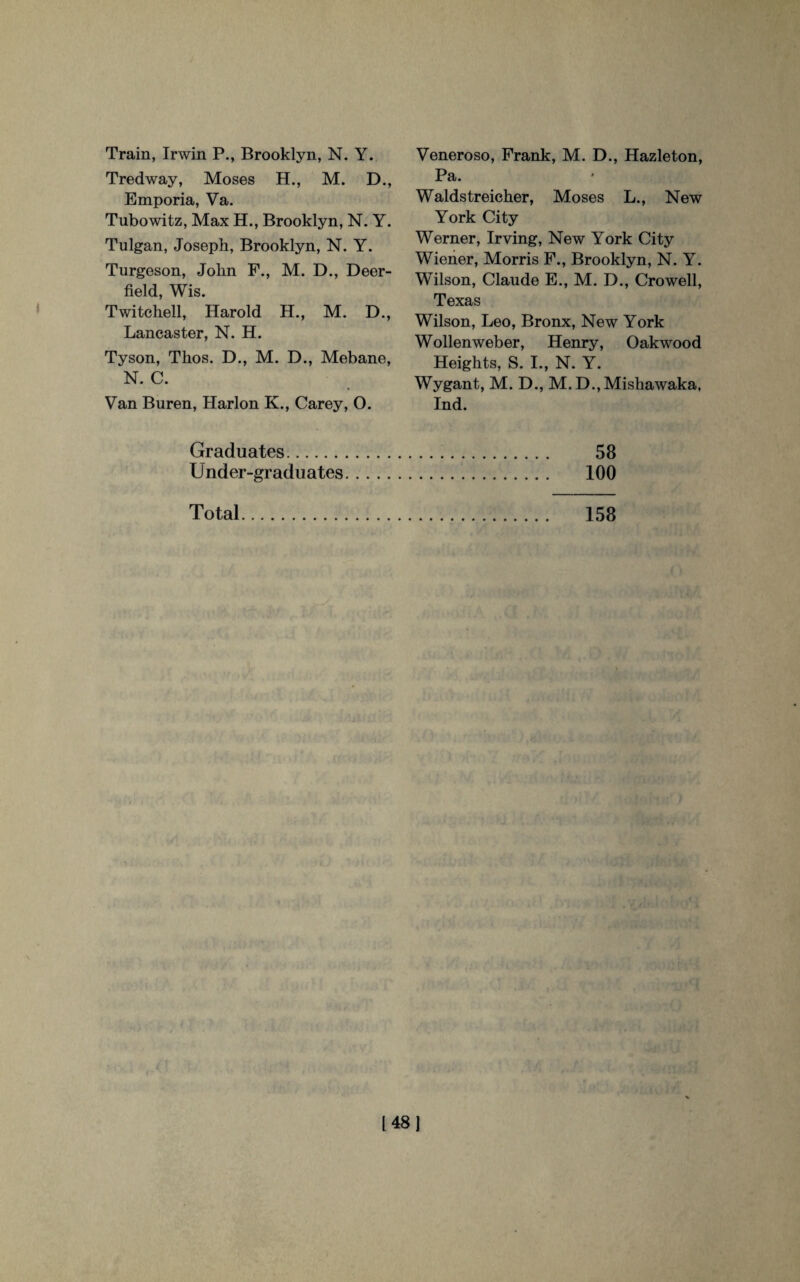 Train, Irwin P., Brooklyn, N. Y.
Tredway, Moses H., M. D.,
Emporia, Va.
Tubowitz, Max H., Brooklyn, N. Y.
Tulgan, Joseph, Brooklyn, N. Y.
Turgeson, John F., M. D., Deer-
field, Wis.
Twitchell, Harold H., M. D.,
Lancaster, N. H.
Tyson, Thos. D., M. D., Mebane,
N. C.
Van Buren, Harlon K., Carey, O.
Veneroso, Frank, M. D., Hazleton,
Pa.
Waldstreicher, Moses L., New
York City
Werner, Irving, New York City
Wiener, Morris F., Brooklyn, N. Y.
Wilson, Claude E., M. D., Crowell,
Texas
Wilson, Leo, Bronx, New York
Wollenweber, Henry, Oakwood
Heights, S. I., N. Y.
Wygant, M. D., M. D., Mishawaka,
Ind.
Graduates........................ 58
Under-graduates.................. 100
Total............................ 158
[ 48 ]